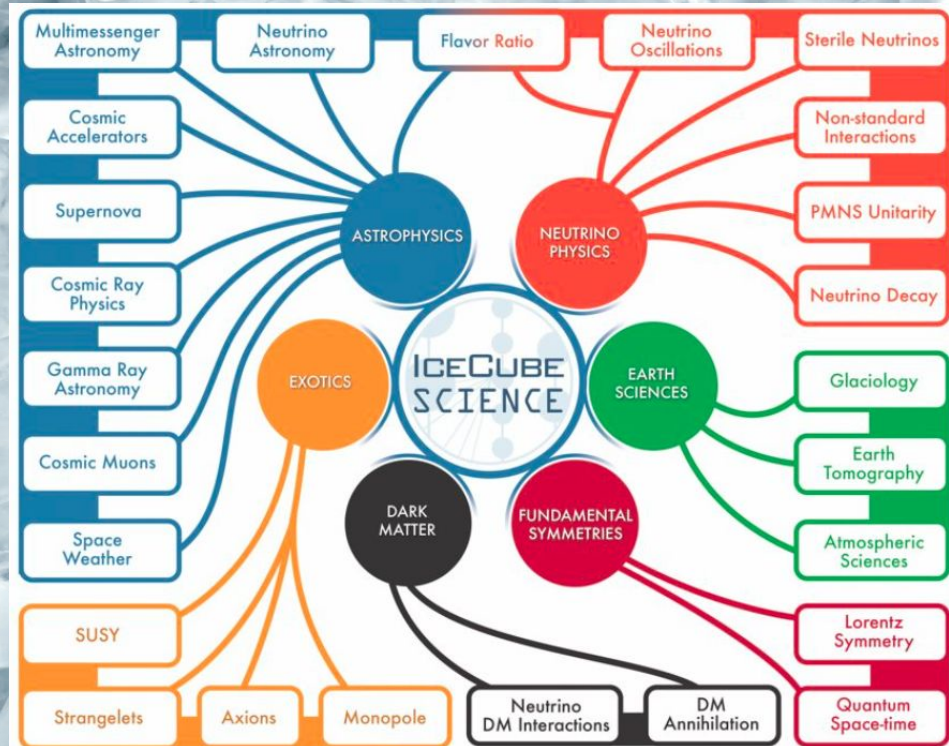 Multimessenger
Astronomy
Neutrino
Astronomy
Flavor Ratio
Neutrino
Oscillations
Sterile Neutrinos
Cosmic
Accelerators
Non-standard
Interactions
Supernova
ASTROPHYSICS
NEUTRINO
PHYSICS
PMNS Unitarity
Cosmic Ray
Physics
Neutrino Decay
Gamma Ray
Astronomy
EXOTICS
ICECUBE
SCIENCE
EARTH
SCIENCES
Glaciology
Cosmic Muons
Earth
Tomography
Space
Weather
DARK
MATTER
FUNDAMENTAL
SYMMETRIES
Atmospheric
Sciences
SUSY
Lorentz
Symmetry
Strangelets
Axions
Monopole
Neutrino
DM Interactions
DM
Annihilation
Quantum
Space-time